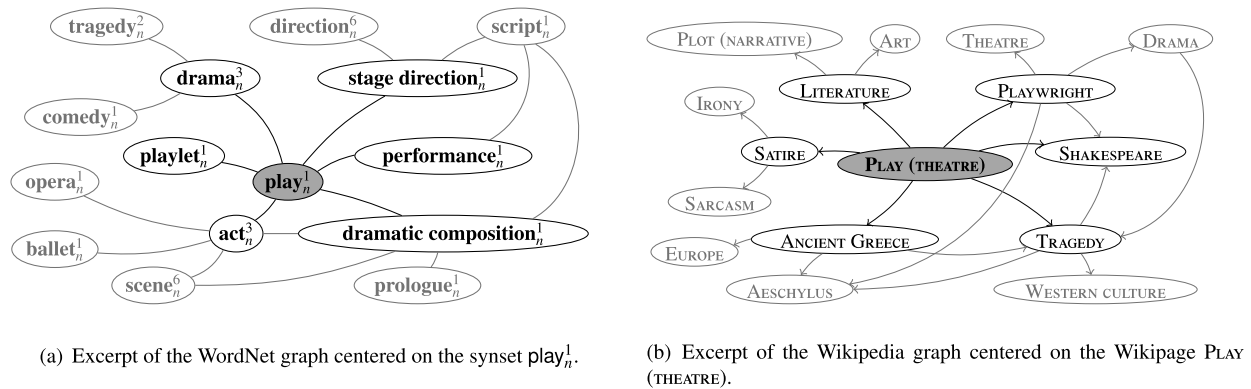 tragedy²ₙ
direction⁶ₙ
script¹ₙ
drama³ₙ
stage direction¹ₙ
comedy¹ₙ
playlet¹ₙ
performance¹ₙ
opera¹ₙ
play¹ₙ
act³ₙ
dramatic composition¹ₙ
ballet¹ₙ
scene⁶ₙ
prologue¹ₙ
(a) Excerpt of the WordNet graph centered on the synset play¹ₙ.
PLOT (NARRATIVE)
ART
THEATRE
DRAMA
LITERATURE
PLAYWRIGHT
IRONY
SATIRE
PLAY (THEATRE)
SHAKESPEARE
SARCASM
ANCIENT GREECE
TRAGEDY
EUROPE
AESCHYLUS
WESTERN CULTURE
(b) Excerpt of the Wikipedia graph centered on the Wikipage PLAY
(THEATRE).